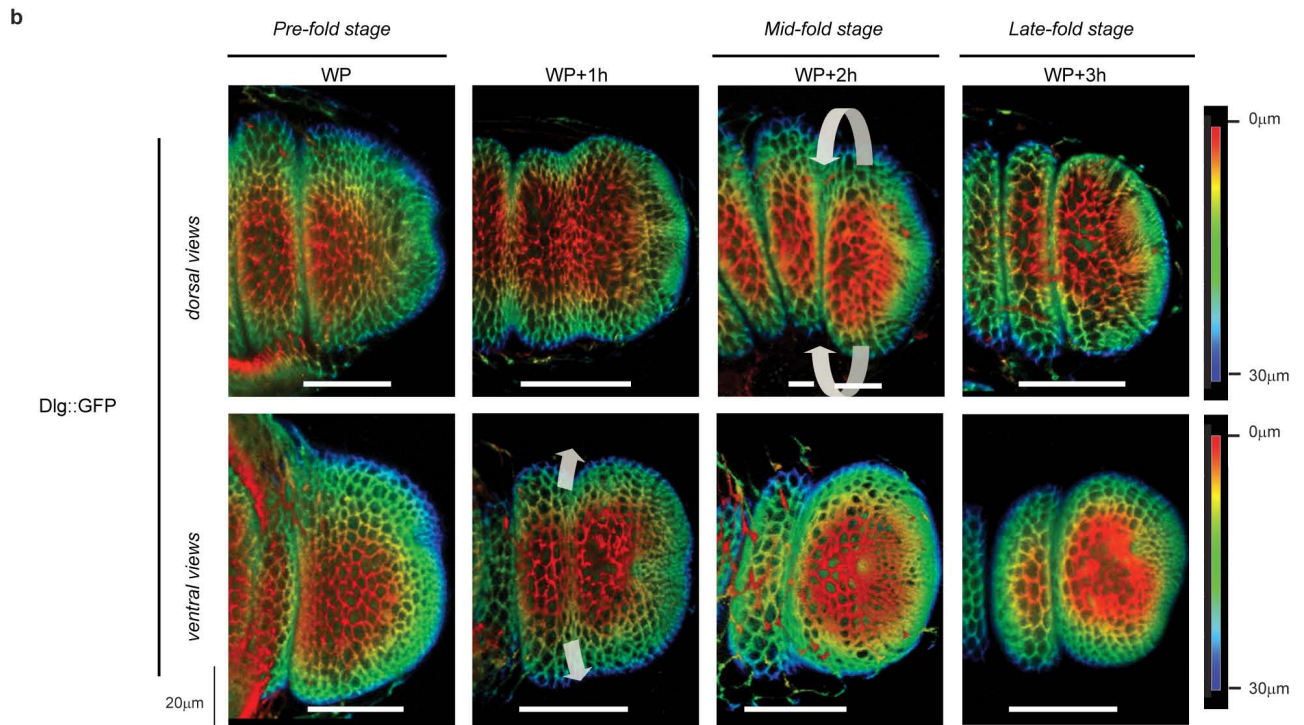 b
Pre-fold stage
Mid-fold stage
Late-fold stage
WP
WP+1h
WP+2h
WP+3h
0μm
dorsal views
30μm
Dlg::GFP
0μm
ventral views
20μm
30μm